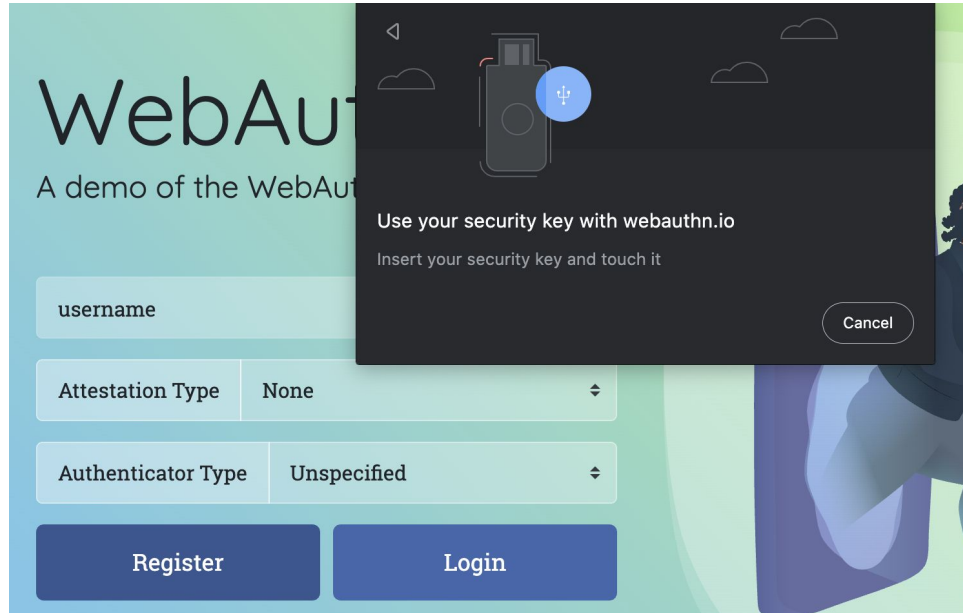 WebAut
A demo of the WebAut
Use your security key with webauthn.io
Insert your security key and touch it
Cancel
username
Attestation Type None
Authenticator Type Unspecified
Register Login